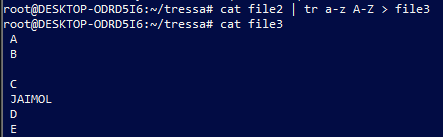 root@DESKTOP-ODRD5I6:~/tressa# cat file2 | tr a-z A-Z > file3
root@DESKTOP-ODRD5I6:~/tressa# cat file3
A
B
C
JAIMOL
D
E